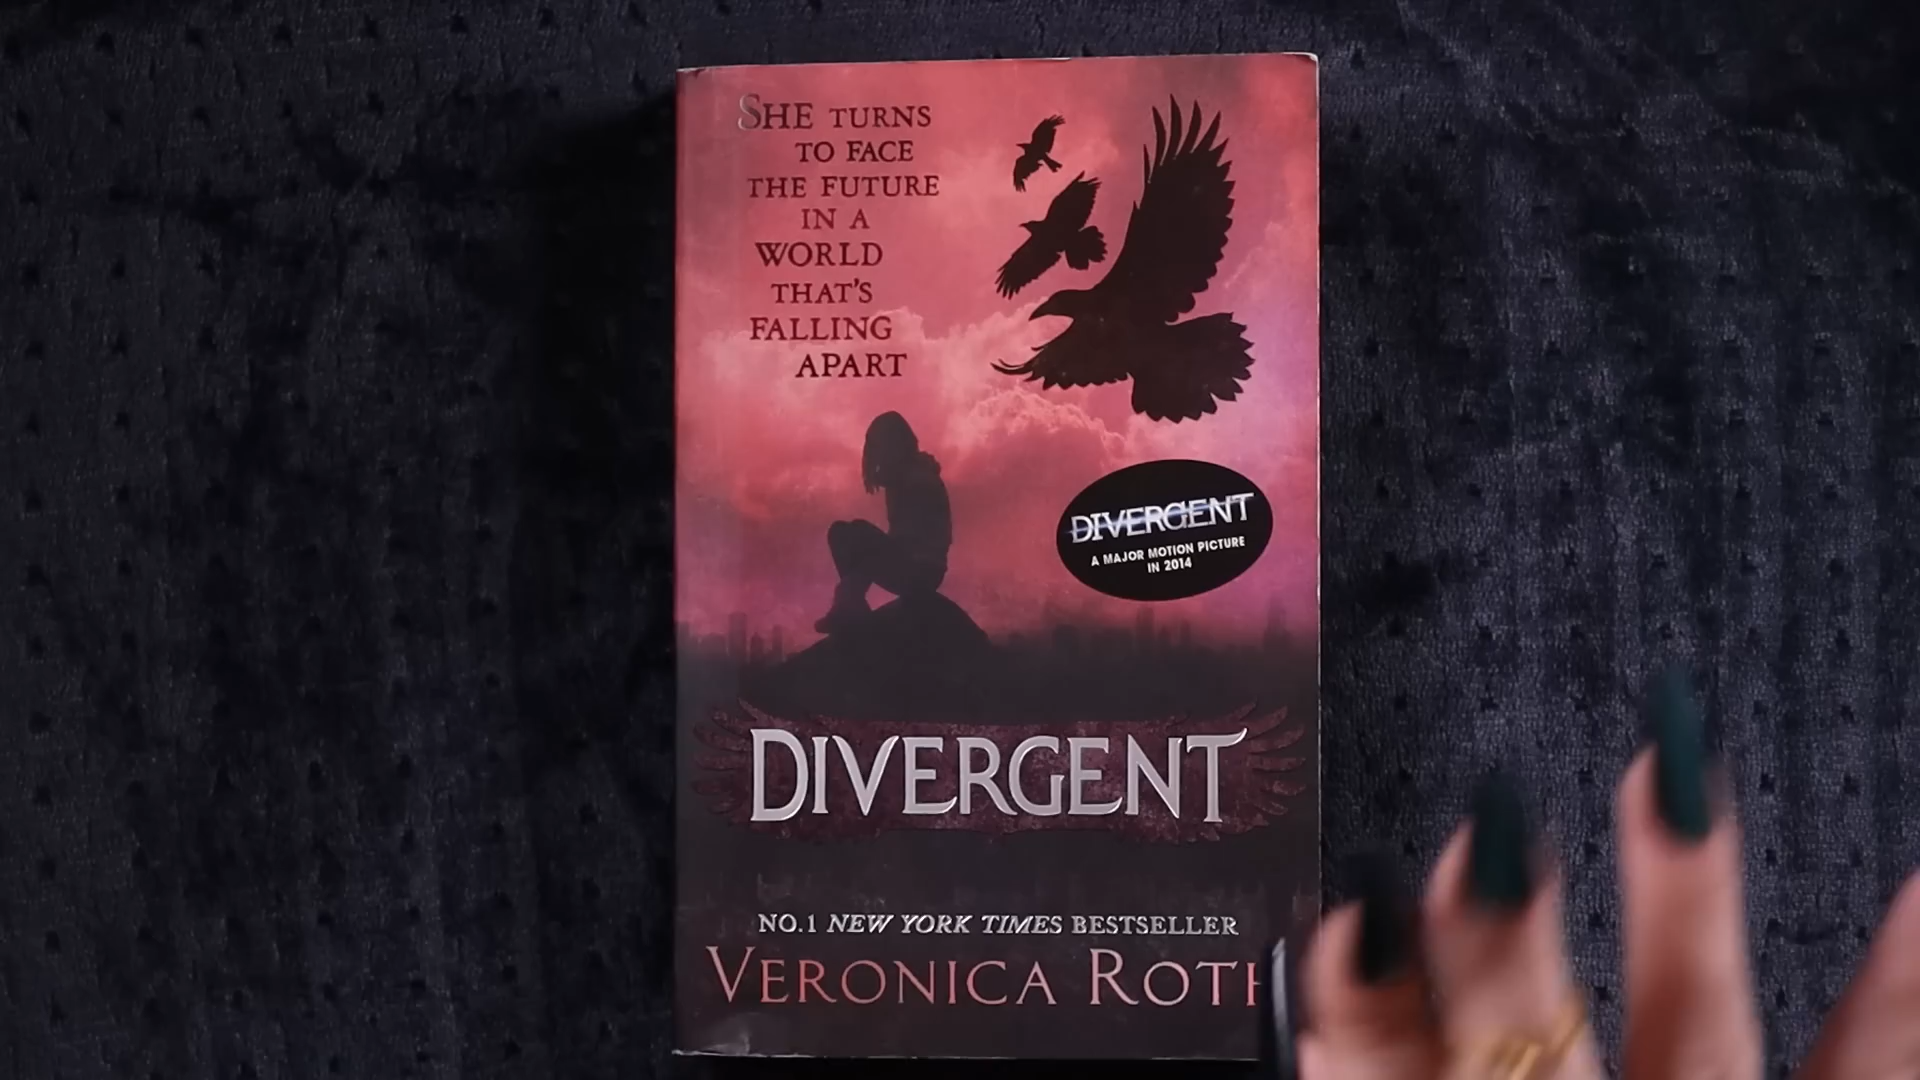 SHE TURNS
TO FACE
THE FUTURE
IN A
WORLD
THAT'S
FALLING
APART
DIVERGENT
A MAJOR MOTION PICTURE
IN 2014
DIVERGENT
NO.1 NEW YORK TIMES BESTSELLER
VERONICA ROTH